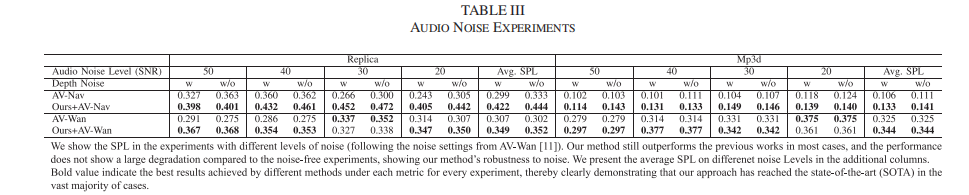 TABLE III
AUDIO NOISE EXPERIMENTS
Replica Mp3d
Audio Noise Level (SNR) 50 40 30 20 Avg. SPL 50 40 30 20 Avg. SPL
Depth Noise w w/o w w/o w w/o w w/o w w/o w w/o w w/o w w/o w w/o w w/o
AV-Nav 0.327 0.363 0.360 0.362 0.266 0.300 0.243 0.305 0.299 0.333 0.102 0.103 0.101 0.111 0.104 0.107 0.118 0.124 0.106 0.111
Ours+AV-Nav 0.398 0.401 0.432 0.461 0.452 0.472 0.405 0.442 0.422 0.444 0.114 0.143 0.131 0.133 0.149 0.146 0.139 0.140 0.133 0.141
AV-Wan 0.291 0.275 0.286 0.275 0.337 0.352 0.314 0.307 0.307 0.302 0.279 0.279 0.314 0.314 0.331 0.331 0.375 0.375 0.325 0.325
Ours+AV-Wan 0.367 0.368 0.354 0.353 0.327 0.338 0.347 0.350 0.349 0.352 0.297 0.297 0.377 0.377 0.342 0.342 0.361 0.361 0.344 0.344
We show the SPL in the experiments with different levels of noise (following the noise settings from AV-Wan [11]). Our method still outperforms the previous works in most cases, and the performance
does not show a large degradation compared to the noise-free experiments, showing our method's robustness to noise. We present the average SPL on differenet noise Levels in the additional columns.
Bold value indicate the best results achieved by different methods under each metric for every experiment, thereby clearly demonstrating that our approach has reached the state-of-the-art (SOTA) in the
vast majority of cases.